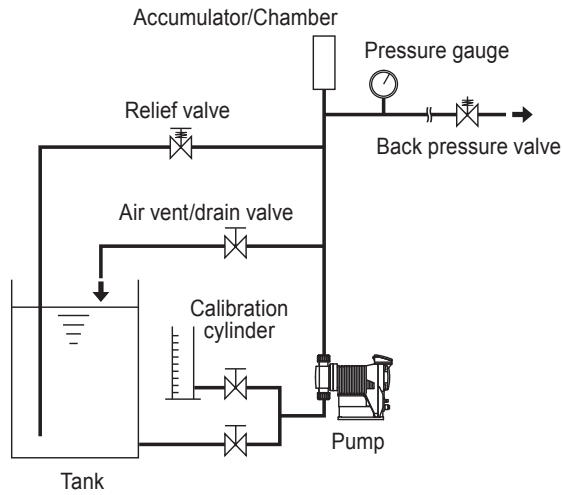 Accumulator/Chamber
Pressure gauge
Relief valve
Back pressure valve
Air vent/drain valve
Calibration
cylinder
Pump
Tank